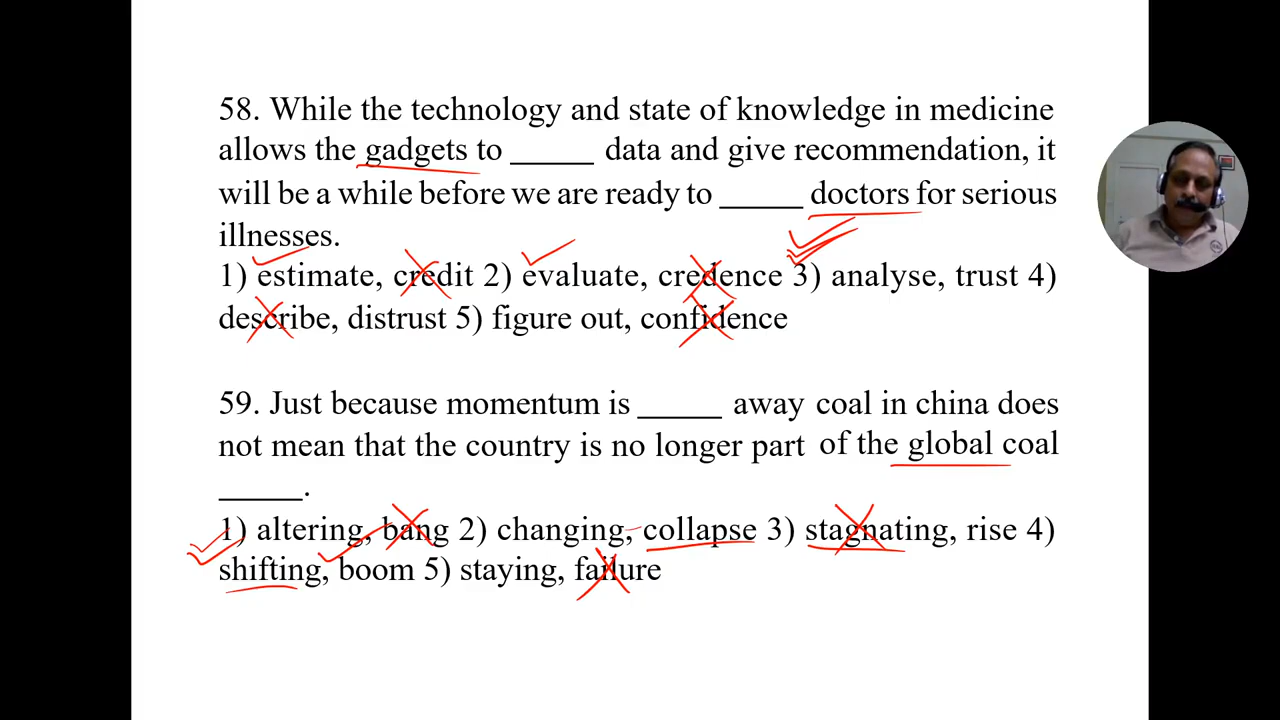 58. While the technology and state of knowledge in medicine
allows the gadgets to _____ data and give recommendation, it
will be a while before we are ready to _____ doctors for serious
illnesses.
1) estimate, credit 2) evaluate, credence 3) analyse, trust 4)
describe, distrust 5) figure out, confidence
59. Just because momentum is _____ away coal in china does
not mean that the country is no longer part of the global coal
_____.
1) altering, bang 2) changing, collapse 3) stagnating, rise 4)
shifting, boom 5) staying, failure